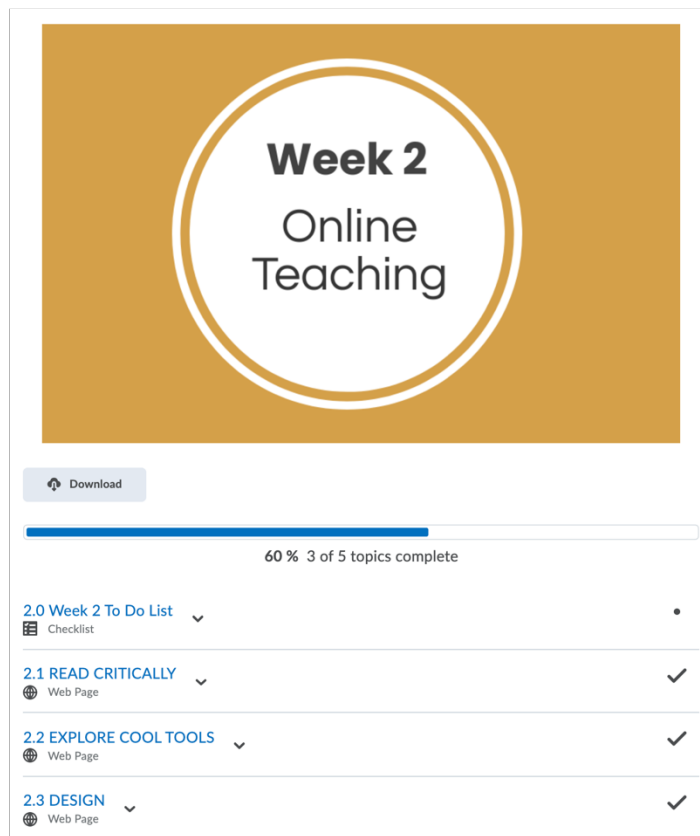 Week 2
Online
Teaching
Download
60 % 3 of 5 topics complete
2.0 Week 2 To Do List
Checklist
2.1 READ CRITICALLY
Web Page
2.2 EXPLORE COOL TOOLS
Web Page
2.3 DESIGN
Web Page